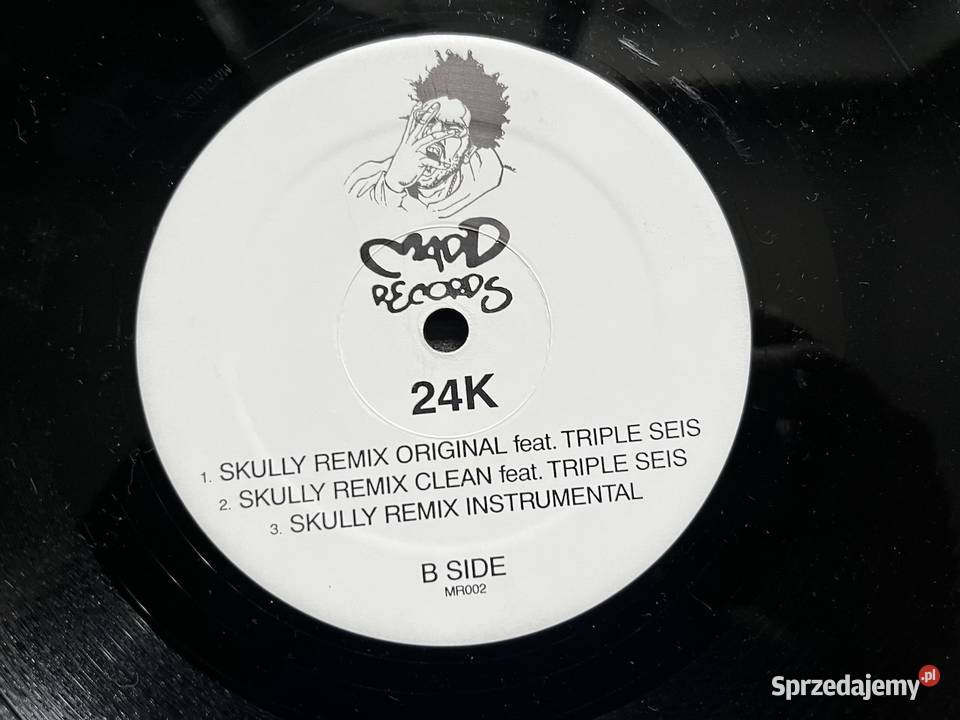 MADD
RECORDS
24K
1. SKULLY REMIX ORIGINAL feat. TRIPLE SEIS
2. SKULLY REMIX CLEAN feat. TRIPLE SEIS
3. SKULLY REMIX INSTRUMENTAL
B SIDE
MR002
Sprzedajemy.pl